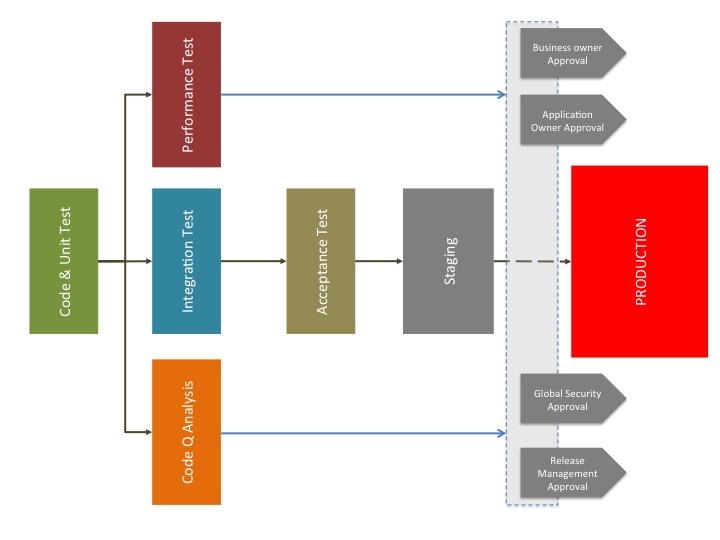 Performance Test
Business owner
Approval
Application
Owner Approval
Code & Unit Test
Integration Test
Acceptance Test
Staging
PRODUCTION
Code Q Analysis
Global Security
Approval
Release
Management
Approval